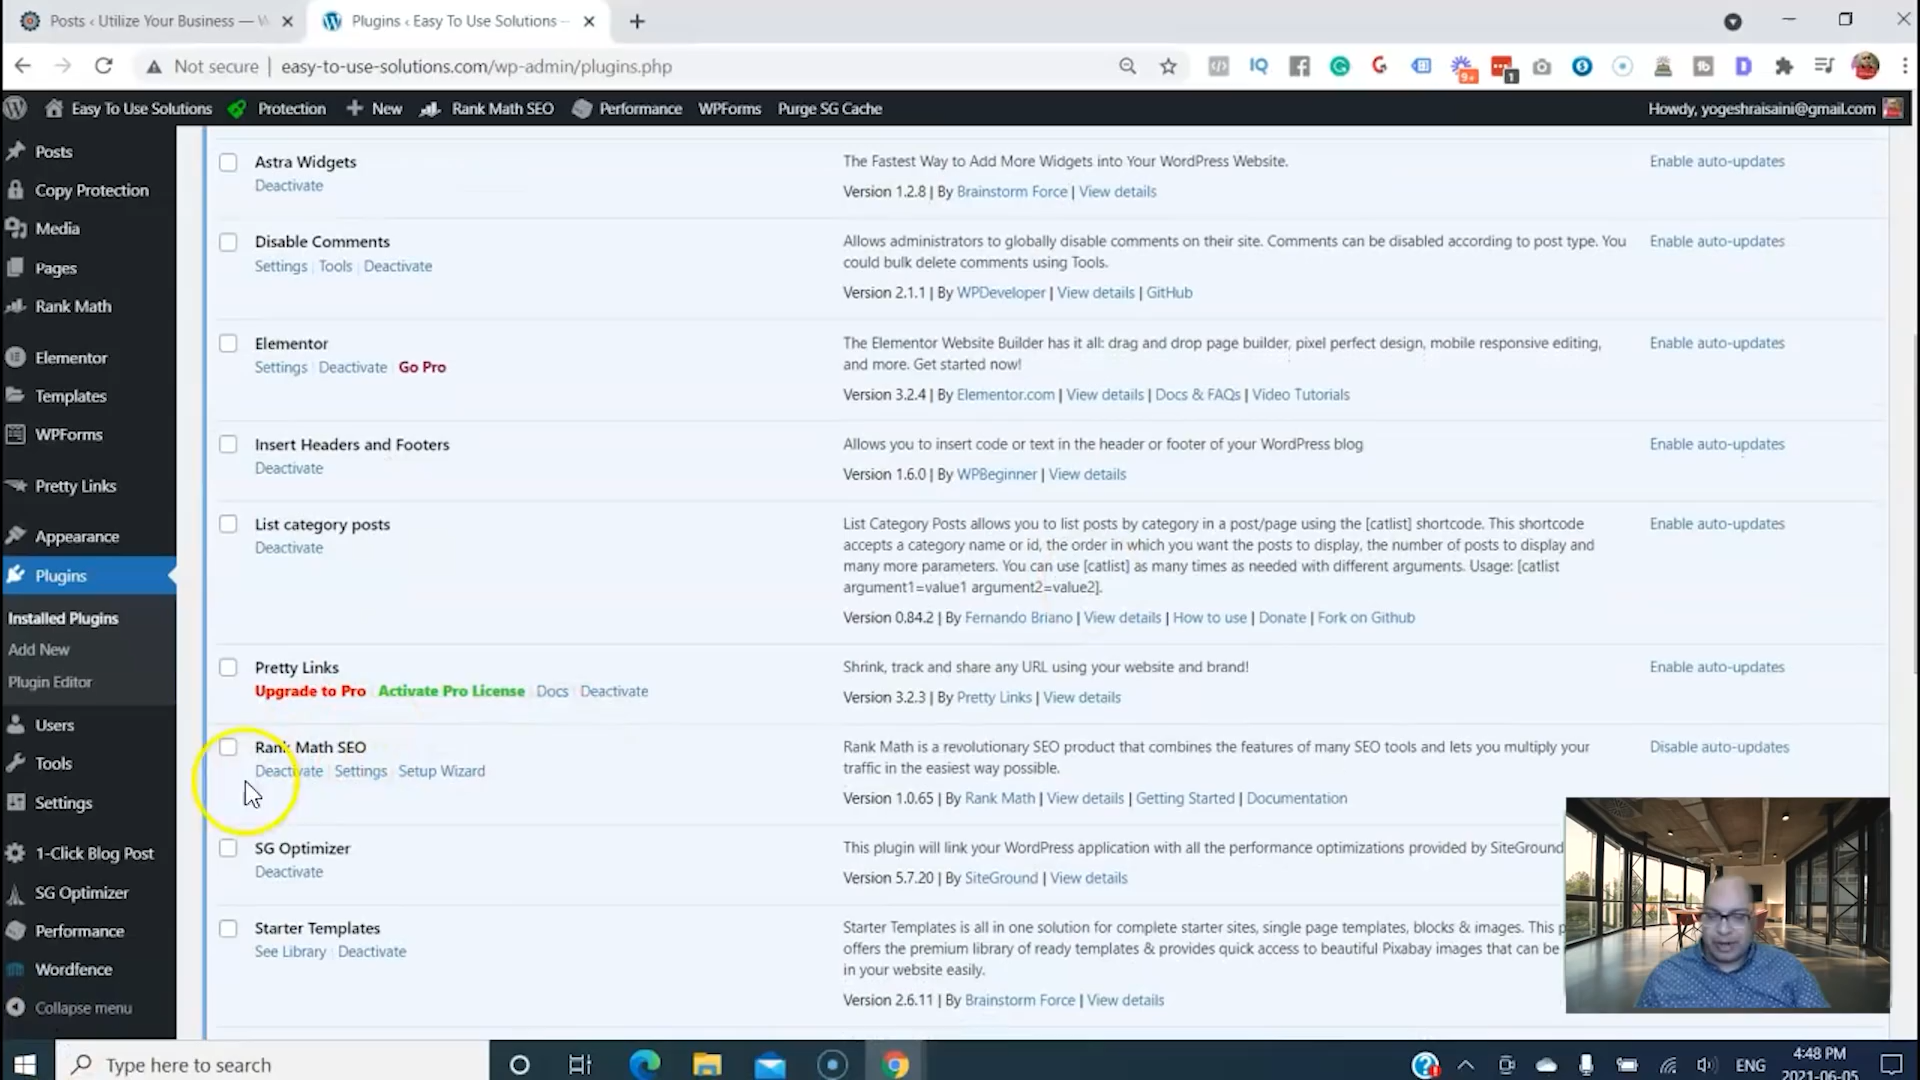 Posts ‹ Utilize Your Business —
Plugins ‹ Easy To Use Solutions –
Not secure | easy-to-use-solutions.com/wp-admin/plugins.php
IQ
9+
1
tb
D
Easy To Use Solutions
Protection
New
Rank Math SEO
Performance
WPForms
Purge SG Cache
Howdy, yogeshraisaini@gmail.com
Posts
Copy Protection
Media
Pages
Rank Math
Elementor
Templates
WPForms
Pretty Links
Appearance
Plugins
Installed Plugins
Add New
Plugin Editor
Users
Tools
Settings
1-Click Blog Post
SG Optimizer
Performance
Wordfence
Collapse menu
Astra Widgets
Deactivate
The Fastest Way to Add More Widgets into Your WordPress Website.
Version 1.2.8 | By Brainstorm Force | View details
Enable auto-updates
Disable Comments
Settings | Tools | Deactivate
Allows administrators to globally disable comments on their site. Comments can be disabled according to post type. You
could bulk delete comments using Tools.
Version 2.1.1 | By WPDeveloper | View details | GitHub
Enable auto-updates
Elementor
Settings | Deactivate | Go Pro
The Elementor Website Builder has it all: drag and drop page builder, pixel perfect design, mobile responsive editing,
and more. Get started now!
Version 3.2.4 | By Elementor.com | View details | Docs & FAQs | Video Tutorials
Enable auto-updates
Insert Headers and Footers
Deactivate
Allows you to insert code or text in the header or footer of your WordPress blog
Version 1.6.0 | By WPBeginner | View details
Enable auto-updates
List category posts
Deactivate
List Category Posts allows you to list posts by category in a post/page using the [catlist] shortcode. This shortcode
accepts a category name or id, the order in which you want the posts to display, the number of posts to display and
many more parameters. You can use [catlist] as many times as needed with different arguments. Usage: [catlist
argument1=value1 argument2=value2].
Version 0.84.2 | By Fernando Briano | View details | How to use | Donate | Fork on Github
Enable auto-updates
Pretty Links
Upgrade to Pro | Activate Pro License | Docs | Deactivate
Shrink, track and share any URL using your website and brand!
Version 3.2.3 | By Pretty Links | View details
Enable auto-updates
Rank Math SEO
Deactivate | Settings | Setup Wizard
Rank Math is a revolutionary SEO product that combines the features of many SEO tools and lets you multiply your
traffic in the easiest way possible.
Version 1.0.65 | By Rank Math | View details | Getting Started | Documentation
Disable auto-updates
SG Optimizer
Deactivate
This plugin will link your WordPress application with all the performance optimizations provided by SiteGround
Version 5.7.20 | By SiteGround | View details
Starter Templates
See Library | Deactivate
Starter Templates is all in one solution for complete starter sites, single page templates, blocks & images. This p
offers the premium library of ready templates & provides quick access to beautiful Pixabay images that can be
in your website easily.
Version 2.6.11 | By Brainstorm Force | View details
Type here to search
ENG
4:48 PM
2021-06-05